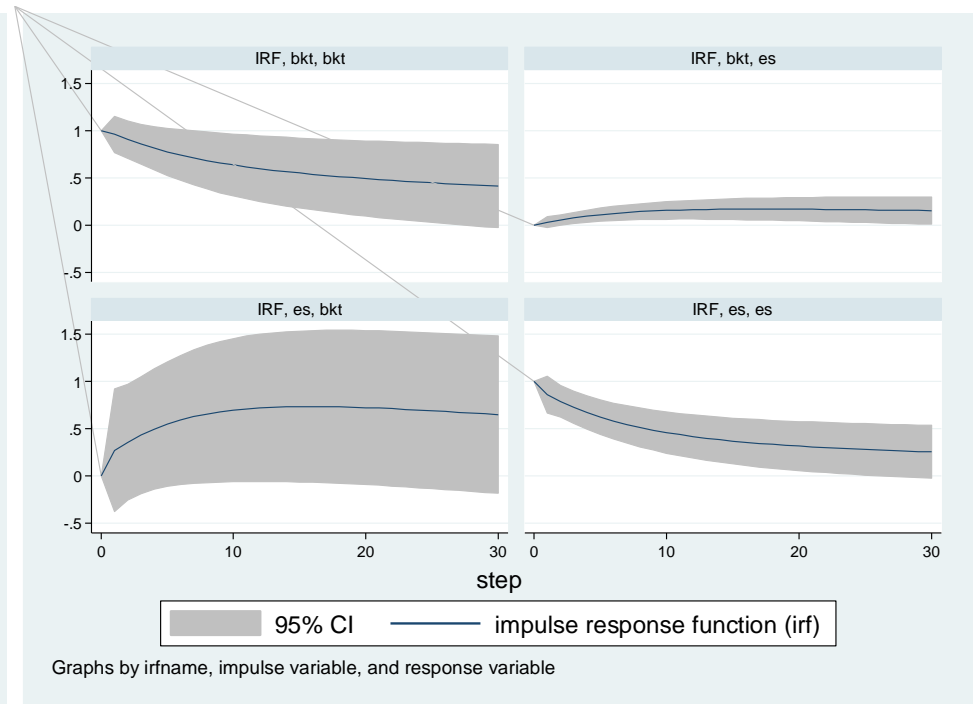 IRF, bkt, bkt
IRF, bkt, es
1.5
1
.5
0
-.5
IRF, es, bkt
IRF, es, es
1.5
1
.5
0
-.5
0 10 20 30
0 10 20 30
step
95% CI impulse response function (irf)
Graphs by irfname, impulse variable, and response variable